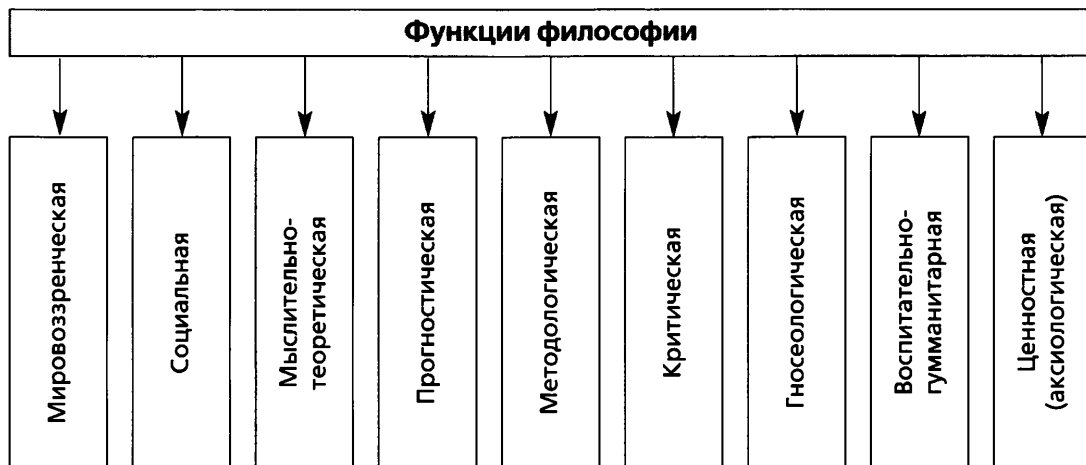 Функции философии
Мировоззренческая
Социальная
Мыслительно-
теоретическая
Прогностическая
Методологическая
Критическая
Гносеологическая
Воспитательно-
гумманитарная
Ценностная
(аксиологическая)